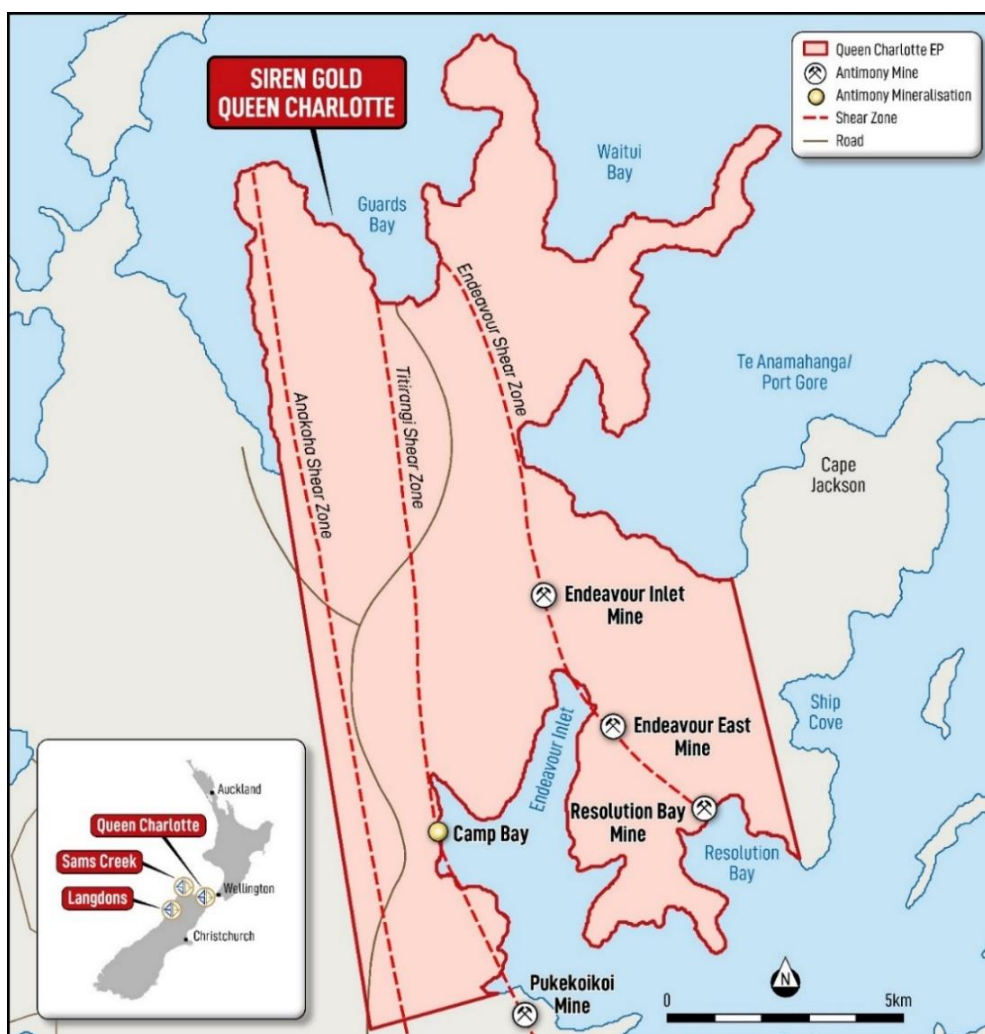 SIREN GOLD
QUEEN CHARLOTTE
Queen Charlotte EP
Antimony Mine
Antimony Mineralisation
Shear Zone
Road
Waitui
Bay
Guards
Bay
Endeavour Shear Zone
Te Anamahanga/
Port Gore
Titirangi Shear Zone
Anakoha Shear Zone
Cape
Jackson
Endeavour Inlet
Mine
Ship
Cove
Endeavour East
Mine
Endeavour Inlet
Resolution Bay
Mine
Camp Bay
Resolution
Bay
Auckland
Queen Charlotte
Sams Creek
Wellington
Langdons
Christchurch
Pukekoikoi
Mine
N
0
5km